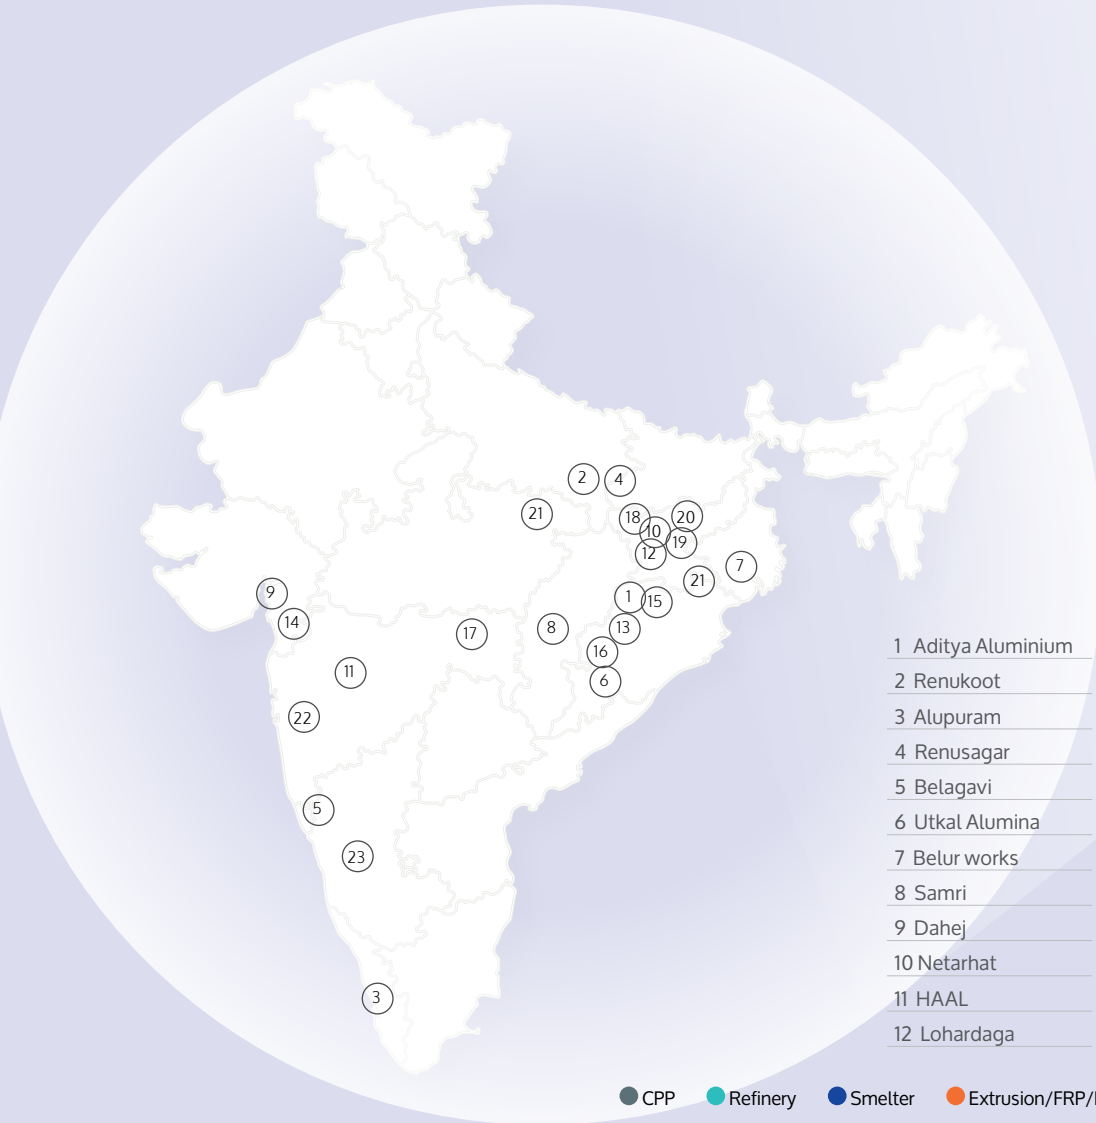 2
4
21
18
20
10
19
12
7
21
9
1
15
14
8
13
17
16
11
6
22
5
23
3
1 Aditya Aluminium
2 Renukoot
3 Alupuram
4 Renusagar
5 Belagavi
6 Utkal Alumina
7 Belur works
8 Samri
9 Dahej
10 Netarhat
11 HAAL
12 Lohardaga
CPP Refinery Smelter Extrusion/FRP/